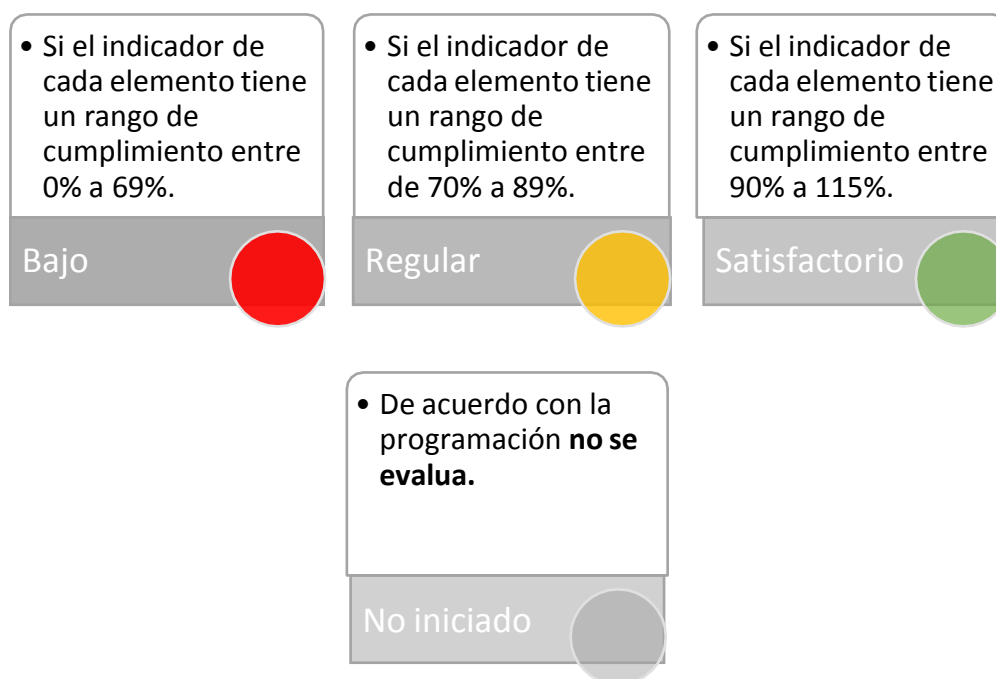 • Si el indicador de
cada elemento tiene
un rango de
cumplimiento entre
0% a 69%.
Bajo
• Si el indicador de
cada elemento tiene
un rango de
cumplimiento entre
de 70% a 89%.
Regular
• Si el indicador de
cada elemento tiene
un rango de
cumplimiento entre
90% a 115%.
Satisfactorio
• De acuerdo con la
programación no se
evalua.
No iniciado